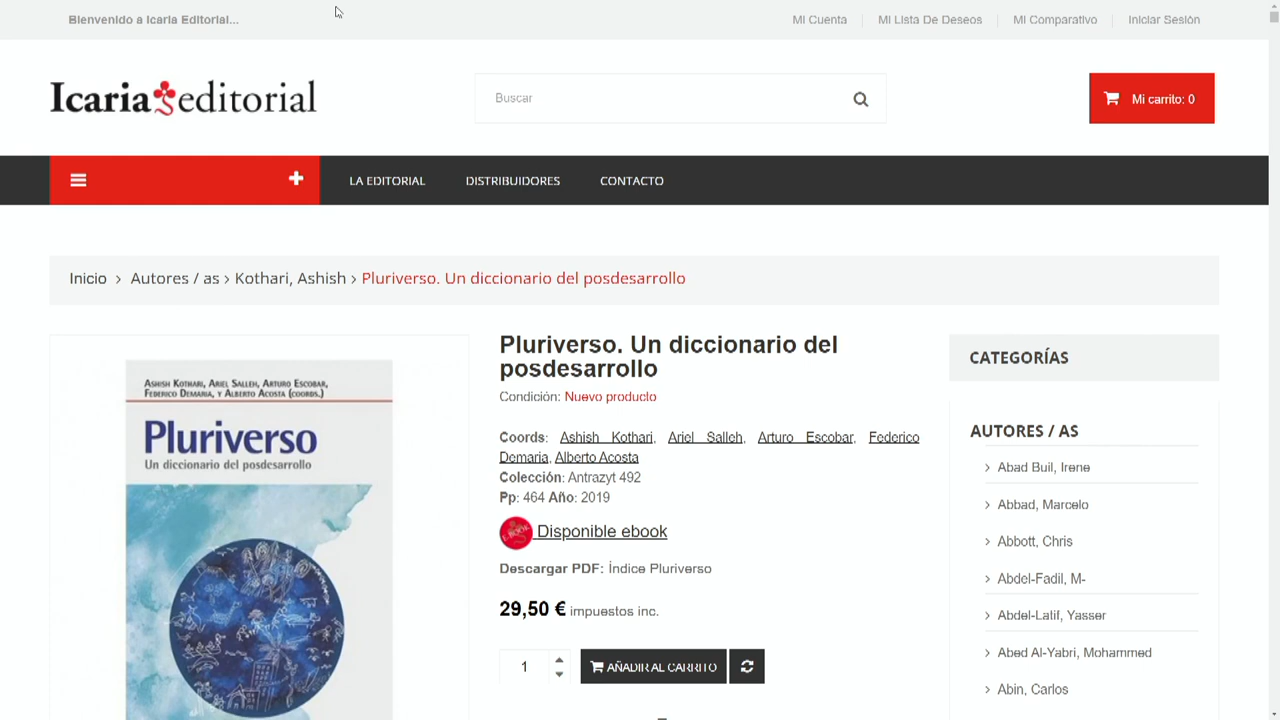 Bienvenido a Icaria Editorial...
Mi Cuenta
Mi Lista De Deseos
Mi Comparativo
Iniciar Sesión
Icaria editorial
Buscar
Mi carrito: 0
LA EDITORIAL
DISTRIBUIDORES
CONTACTO
Inicio > Autores / as > Kothari, Ashish > Pluriverso. Un diccionario del posdesarrollo
ASHISH KOTHARI, ARIEL SALLEH, ARTURO ESCOBAR,
FEDERICO DEMARIA, Y ALBERTO ACOSTA (COORDS.)
Pluriverso
Un diccionario del posdesarrollo
Pluriverso. Un diccionario del
posdesarrollo
Condición: Nuevo producto
Coords: Ashish Kothari, Ariel Salleh, Arturo Escobar, Federico
Demaria, Alberto Acosta
Colección: Antrazyt 492
Pp: 464 Año: 2019
EBOOK Disponible ebook
Descargar PDF: Índice Pluriverso
29,50 € impuestos inc.
1
AÑADIR AL CARRITO
CATEGORÍAS
AUTORES / AS
> Abad Buil, Irene
> Abbad, Marcelo
> Abbott, Chris
> Abdel-Fadil, M-
> Abdel-Latif, Yasser
> Abed Al-Yabri, Mohammed
> Abin, Carlos